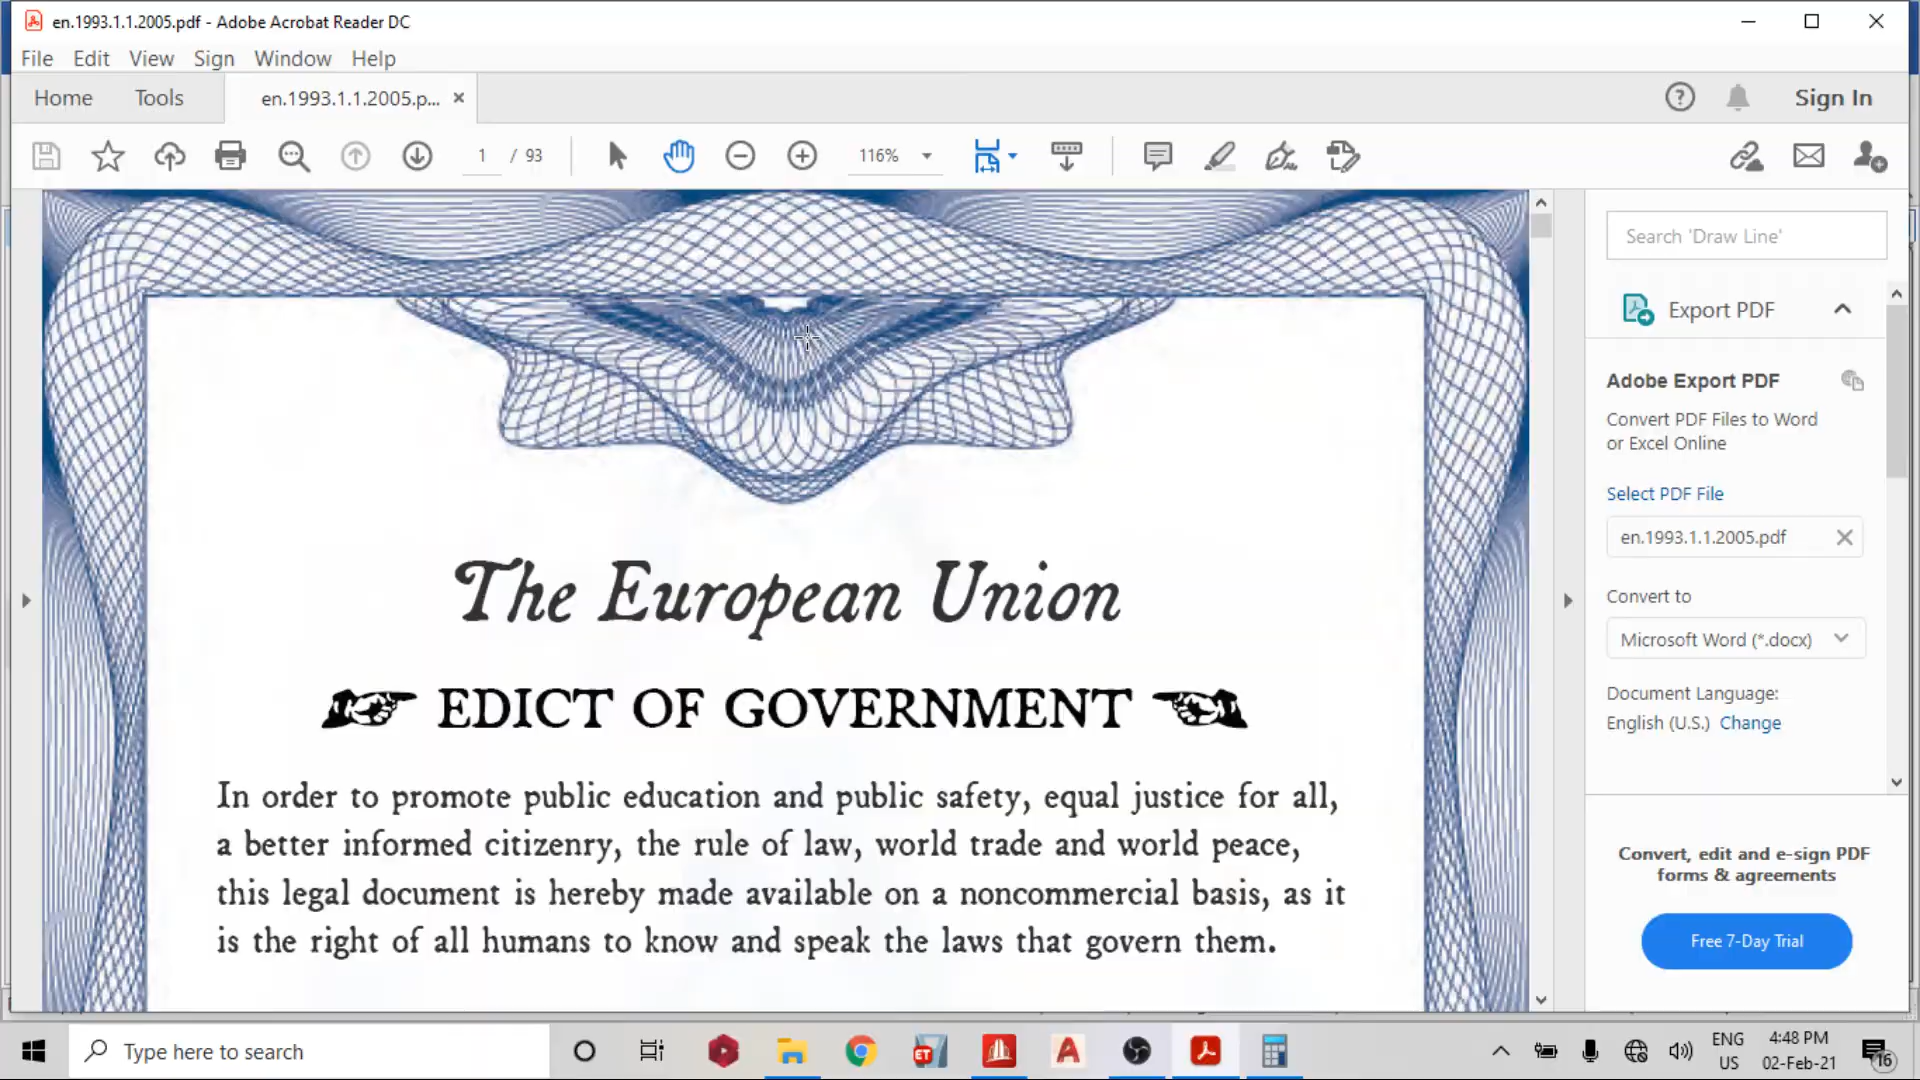 en.1993.1.1.2005.pdf - Adobe Acrobat Reader DC
File Edit View Sign Window Help
Home Tools en.1993.1.1.2005.p... Sign In
1 / 93 116%
Search 'Draw Line'
Export PDF
Adobe Export PDF
Convert PDF Files to Word
or Excel Online
Select PDF File
en.1993.1.1.2005.pdf
Convert to
Microsoft Word (*.docx)
Document Language:
English (U.S.) Change
Convert, edit and e-sign PDF
forms & agreements
Free 7-Day Trial
The European Union
EDICT OF GOVERNMENT
In order to promote public education and public safety, equal justice for all,
a better informed citizenry, the rule of law, world trade and world peace,
this legal document is hereby made available on a noncommercial basis, as it
is the right of all humans to know and speak the laws that govern them.
Type here to search
ET
ENG
US
4:48 PM
02-Feb-21
16